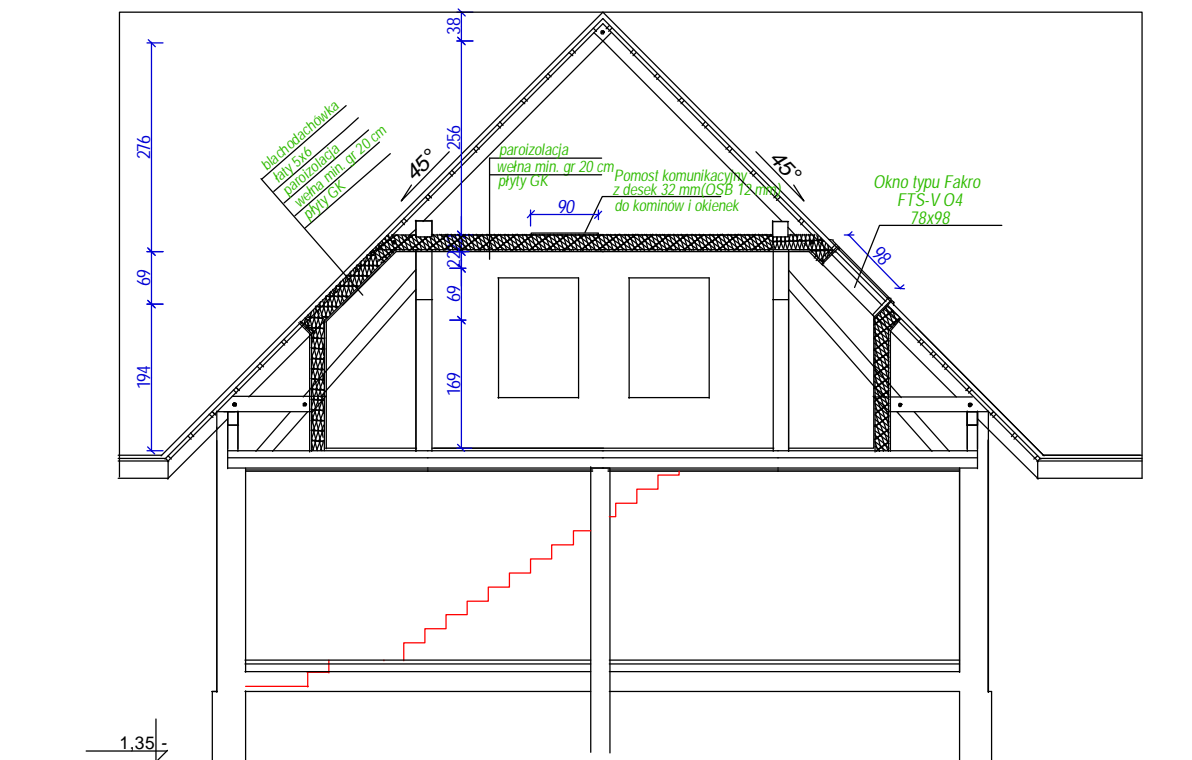 38
276
256
blachodachówka
łaty 5x6
paroizolacja
wełna min. gr 20 cm
płyty GK
45°
paroizolacja
wełna min. gr 20 cm
płyty GK
Pomost komunikacyjny
z desek 32 mm(OSB 12 mm)
do kominów i okienek
90
45°
Okno typu Fakro
FTS-V O4
78x98
98
22
69
69
194
169
1,35 -